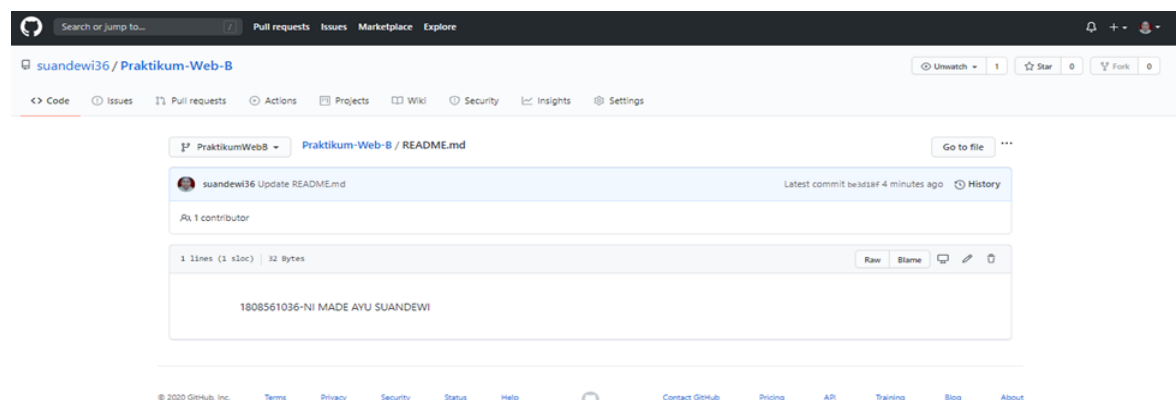 Search or jump to... / Pull requests Issues Marketplace Explore
suandewi36 / Praktikum-Web-B Unwatch 1 Star 0 Fork 0
<> Code Issues Pull requests Actions Projects Wiki Security Insights Settings
PraktikumWebB Praktikum-Web-B / README.md Go to file ...
suandewi36 Update README.md Latest commit be3d18f 4 minutes ago History
1 contributor
1 lines (1 sloc) 32 Bytes Raw Blame
1808561036-NI MADE AYU SUANDEWI
© 2020 GitHub, Inc. Terms Privacy Security Status Help Contact GitHub Pricing API Training Blog About